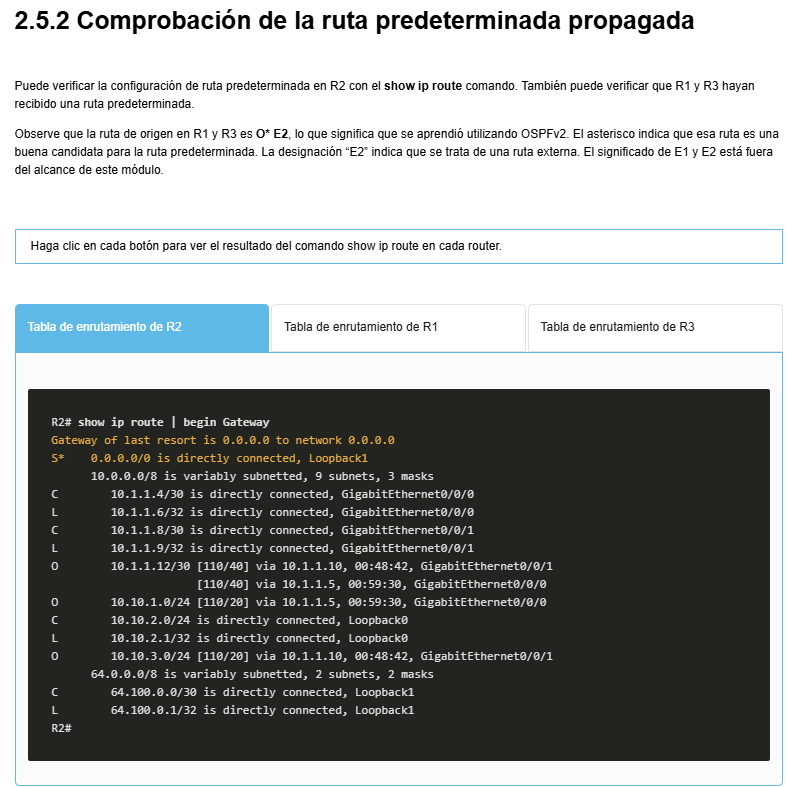 2.5.2 Comprobación de la ruta predeterminada propagada
Puede verificar la configuración de ruta predeterminada en R2 con el show ip route comando. También puede verificar que R1 y R3 hayan
recibido una ruta predeterminada.
Observe que la ruta de origen en R1 y R3 es O* E2, lo que significa que se aprendió utilizando OSPFv2. El asterisco indica que esa ruta es una
buena candidata para la ruta predeterminada. La designación “E2” indica que se trata de una ruta externa. El significado de E1 y E2 está fuera
del alcance de este módulo.
Haga clic en cada botón para ver el resultado del comando show ip route en cada router.
Tabla de enrutamiento de R2
Tabla de enrutamiento de R1
Tabla de enrutamiento de R3
R2# show ip route | begin Gateway
Gateway of last resort is 0.0.0.0 to network 0.0.0.0
S*    0.0.0.0/0 is directly connected, Loopback1
      10.0.0.0/8 is variably subnetted, 9 subnets, 3 masks
C        10.1.1.4/30 is directly connected, GigabitEthernet0/0/0
L        10.1.1.6/32 is directly connected, GigabitEthernet0/0/0
C        10.1.1.8/30 is directly connected, GigabitEthernet0/0/1
L        10.1.1.9/32 is directly connected, GigabitEthernet0/0/1
O        10.1.1.12/30 [110/40] via 10.1.1.10, 00:48:42, GigabitEthernet0/0/1
                      [110/40] via 10.1.1.5, 00:59:30, GigabitEthernet0/0/0
O        10.10.1.0/24 [110/20] via 10.1.1.5, 00:59:30, GigabitEthernet0/0/0
C        10.10.2.0/24 is directly connected, Loopback0
L        10.10.2.1/32 is directly connected, Loopback0
O        10.10.3.0/24 [110/20] via 10.1.1.10, 00:48:42, GigabitEthernet0/0/1
      64.0.0.0/8 is variably subnetted, 2 subnets, 2 masks
C        64.100.0.0/30 is directly connected, Loopback1
L        64.100.0.1/32 is directly connected, Loopback1
R2#